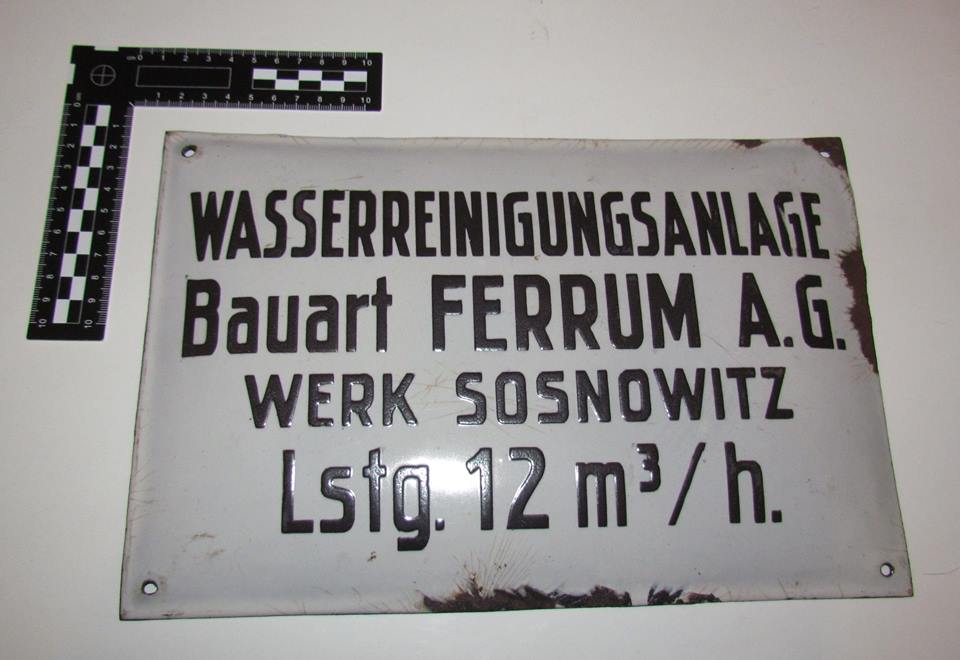 WASSERREINIGUNGSANLAGE
Bauart FERRUM A.G.
WERK SOSNOWITZ
Lstg. 12 m³/h.